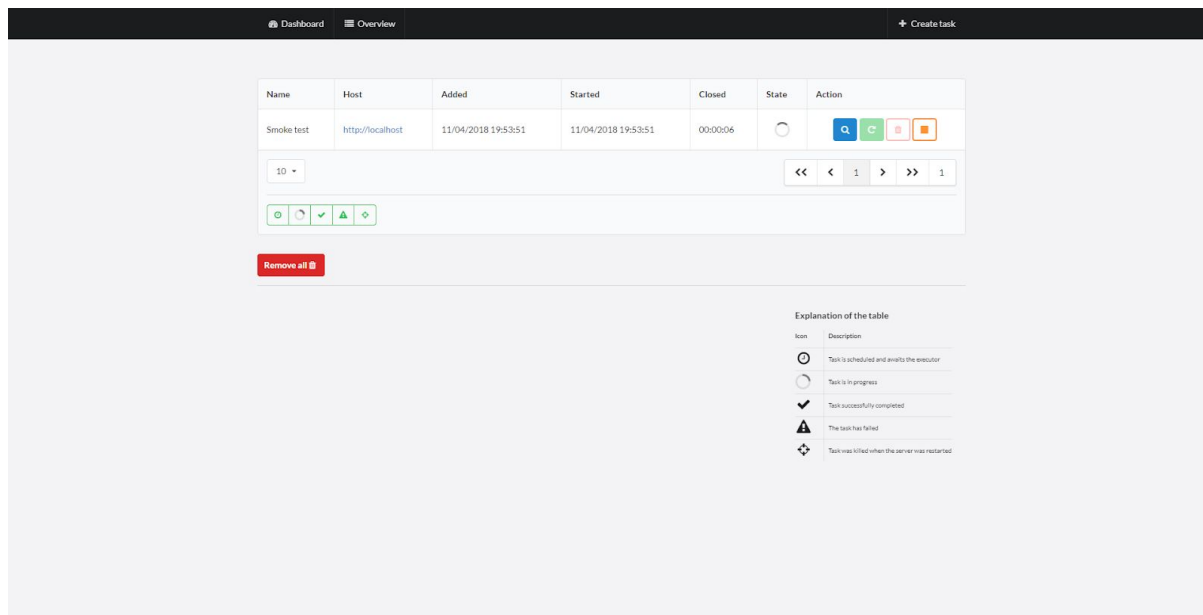 Dashboard Overview Create task
Name Host Added Started Closed State Action
Smoke test http://localhost 11/04/2018 19:53:51 11/04/2018 19:53:51 00:00:06
10 << < 1 > >> 1
Remove all
Explanation of the table
Icon Description
Task is scheduled and awaits the executor
Task is in progress
Task successfully completed
The task has failed
Task was killed when the server was restarted